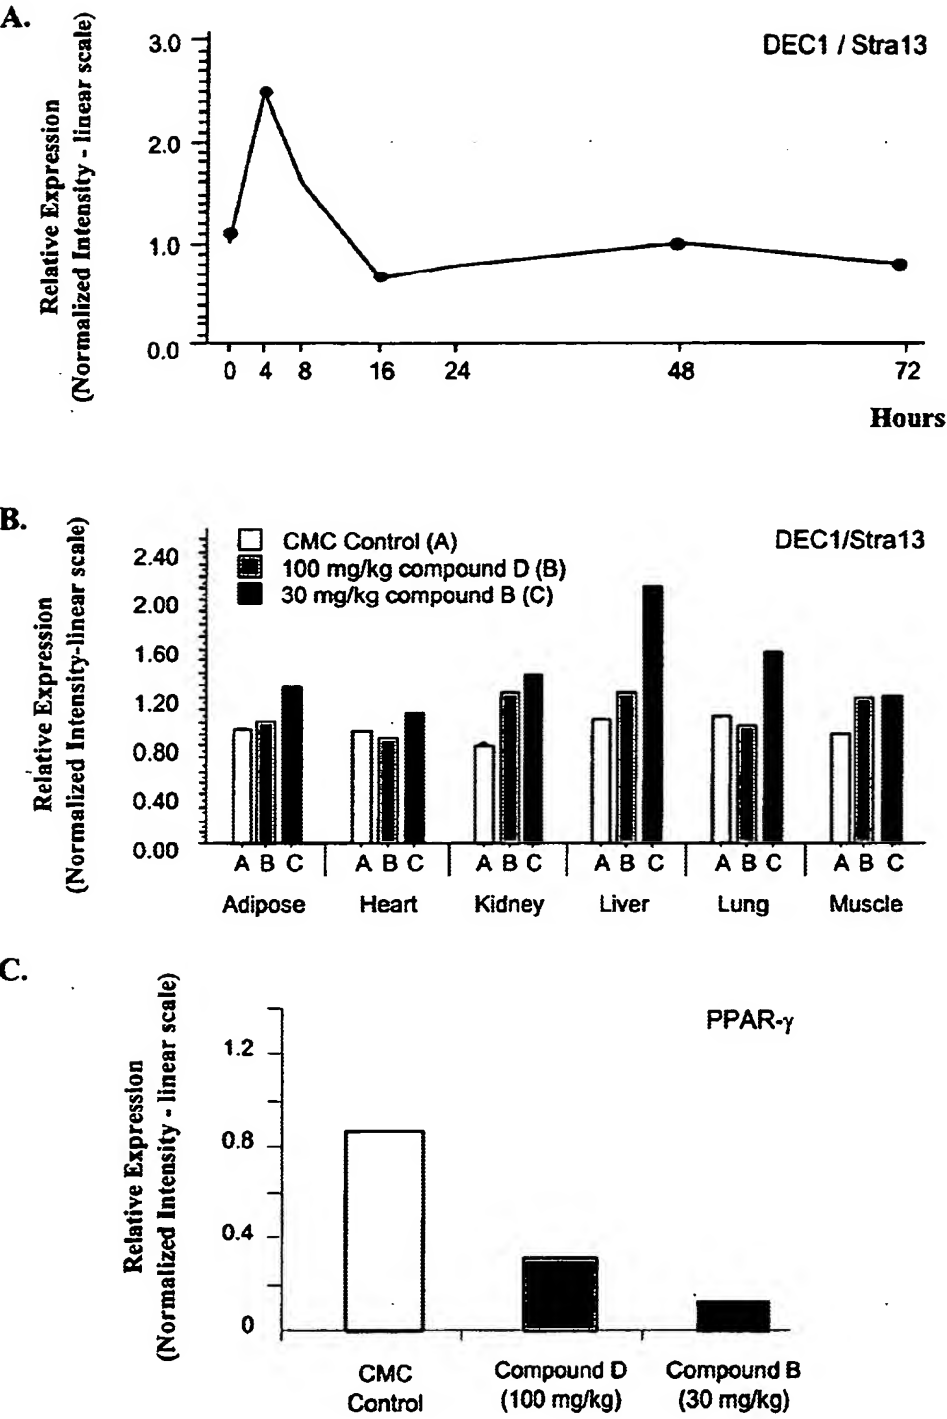 A.
Relative Expression
(Normalized Intensity - linear scale)
DEC1 / Stra13
3.0
2.0
1.0
0.0
0 4 8 16 24 48 72
Hours
B.
Relative Expression
(Normalized Intensity-linear scale)
CMC Control (A)
100 mg/kg compound D (B)
30 mg/kg compound B (C)
DEC1/Stra13
2.40
2.00
1.60
1.20
0.80
0.40
0.00
A B C A B C A B C A B C A B C A B C
Adipose Heart Kidney Liver Lung Muscle
C.
Relative Expression
(Normalized Intensity - linear scale)
PPAR-γ
1.2
0.8
0.4
0
CMC Compound D Compound B
Control (100 mg/kg) (30 mg/kg)